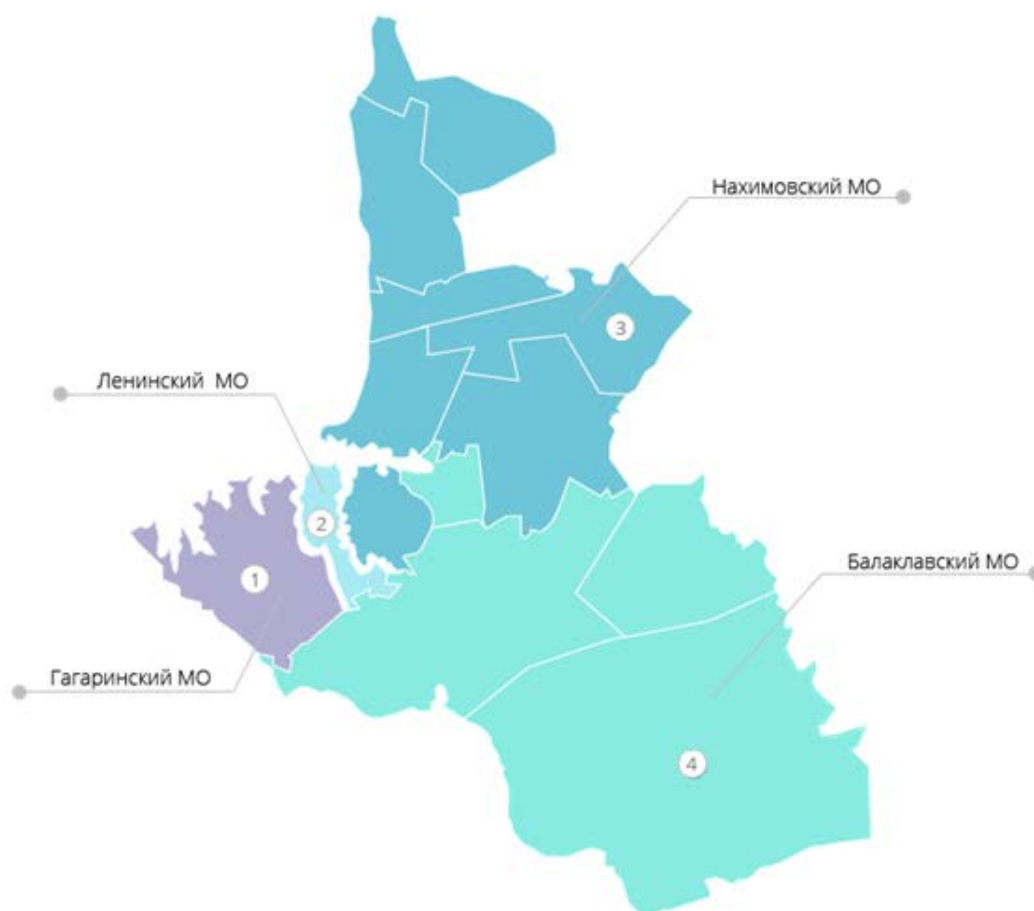 Нахимовский МО
3
Ленинский МО
2
1
Балаклавский МО
Гагаринский МО
4